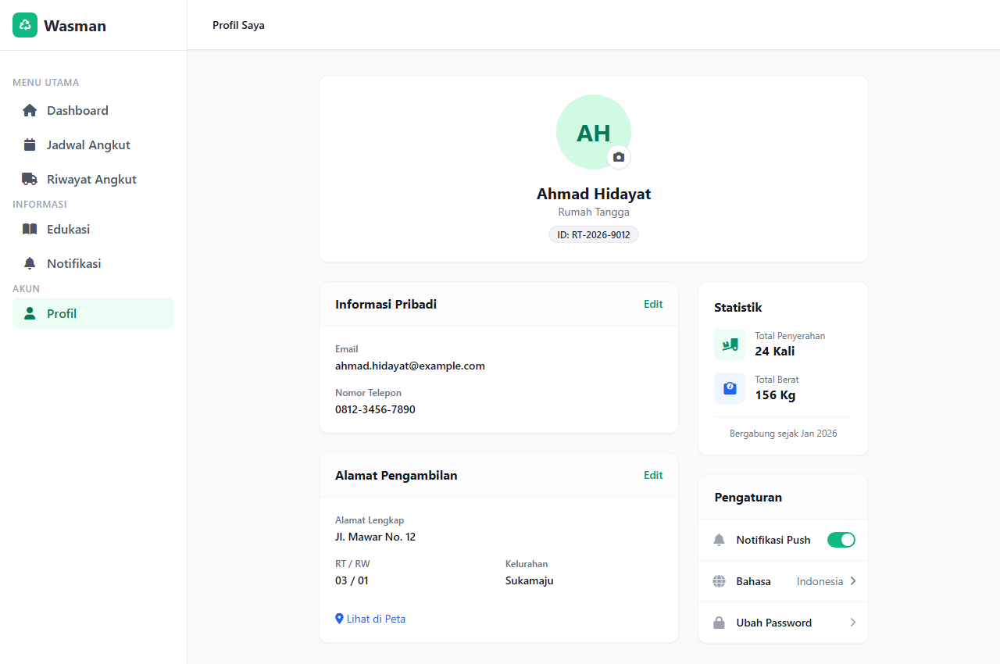 Wasman
Profil Saya
MENU UTAMA
Dashboard
Jadwal Angkut
Riwayat Angkut
INFORMASI
Edukasi
Notifikasi
AKUN
Profil
AH
Ahmad Hidayat
Rumah Tangga
ID: RT-2026-9012
Informasi Pribadi
Edit
Email
ahmad.hidayat@example.com
Nomor Telepon
0812-3456-7890
Alamat Pengambilan
Edit
Alamat Lengkap
Jl. Mawar No. 12
RT / RW
03 / 01
Kelurahan
Sukamaju
Lihat di Peta
Statistik
Total Penyerahan
24 Kali
Total Berat
156 Kg
Bergabung sejak Jan 2026
Pengaturan
Notifikasi Push
Bahasa
Indonesia
Ubah Password